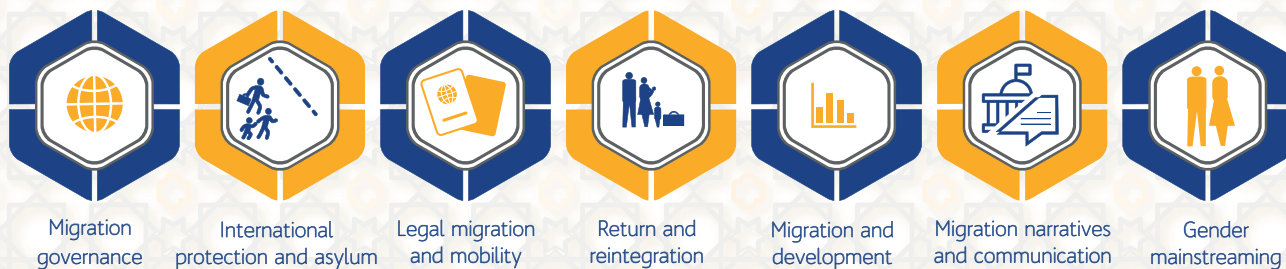 Migration
governance
International
protection and asylum
Legal migration
and mobility
Return and
reintegration
Migration and
development
Migration narratives
and communication
Gender
mainstreaming